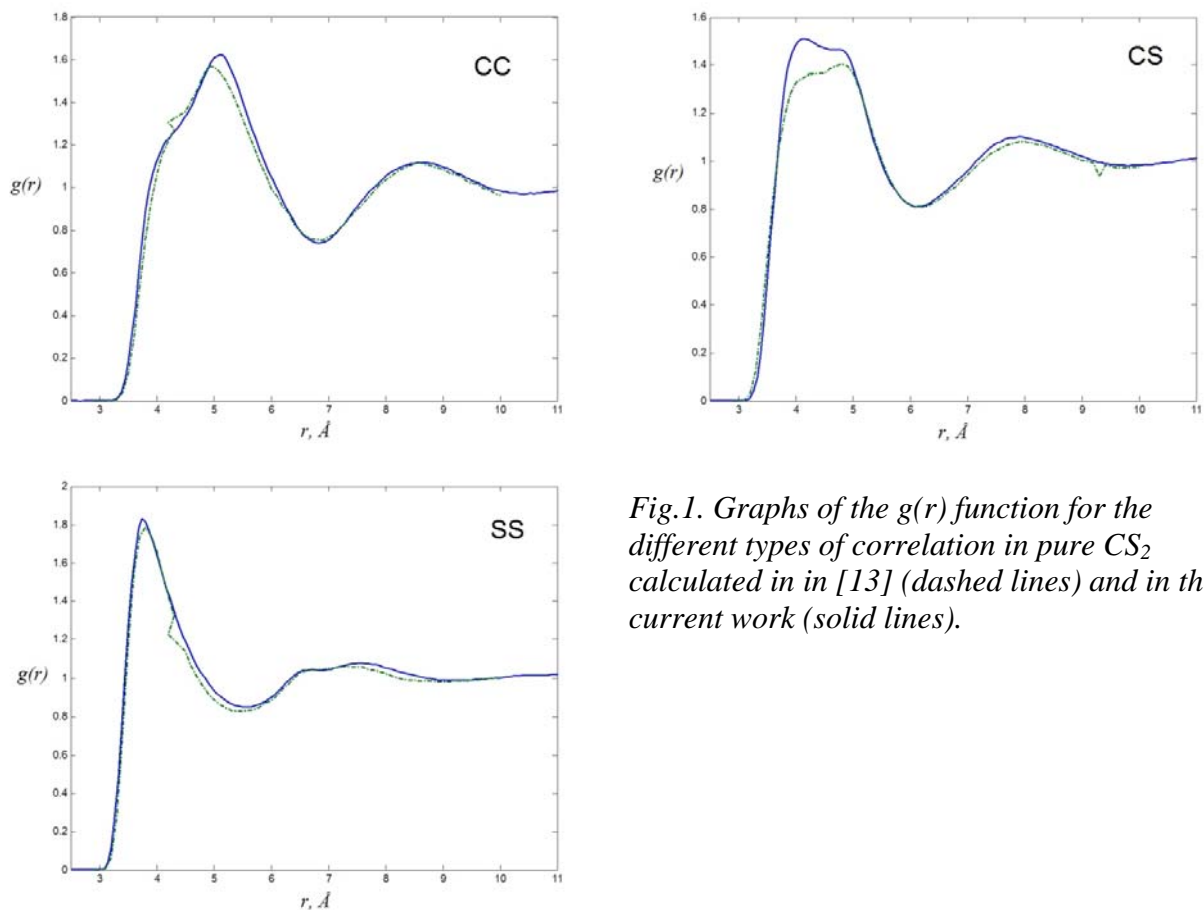 1.8
1.6
1.4
1.2
1
0.8
0.6
0.4
0.2
0
g(r)
CC
3 4 5 6 7 8 9 10 11
r, Å
1.6
1.4
1.2
1
0.8
0.6
0.4
0.2
0
g(r)
CS
3 4 5 6 7 8 9 10 11
r, Å
2
1.8
1.6
1.4
1.2
1
0.8
0.6
0.4
0.2
0
g(r)
SS
3 4 5 6 7 8 9 10 11
r, Å
Fig.1. Graphs of the g(r) function for the
different types of correlation in pure CS₂
calculated in in [13] (dashed lines) and in th
current work (solid lines).